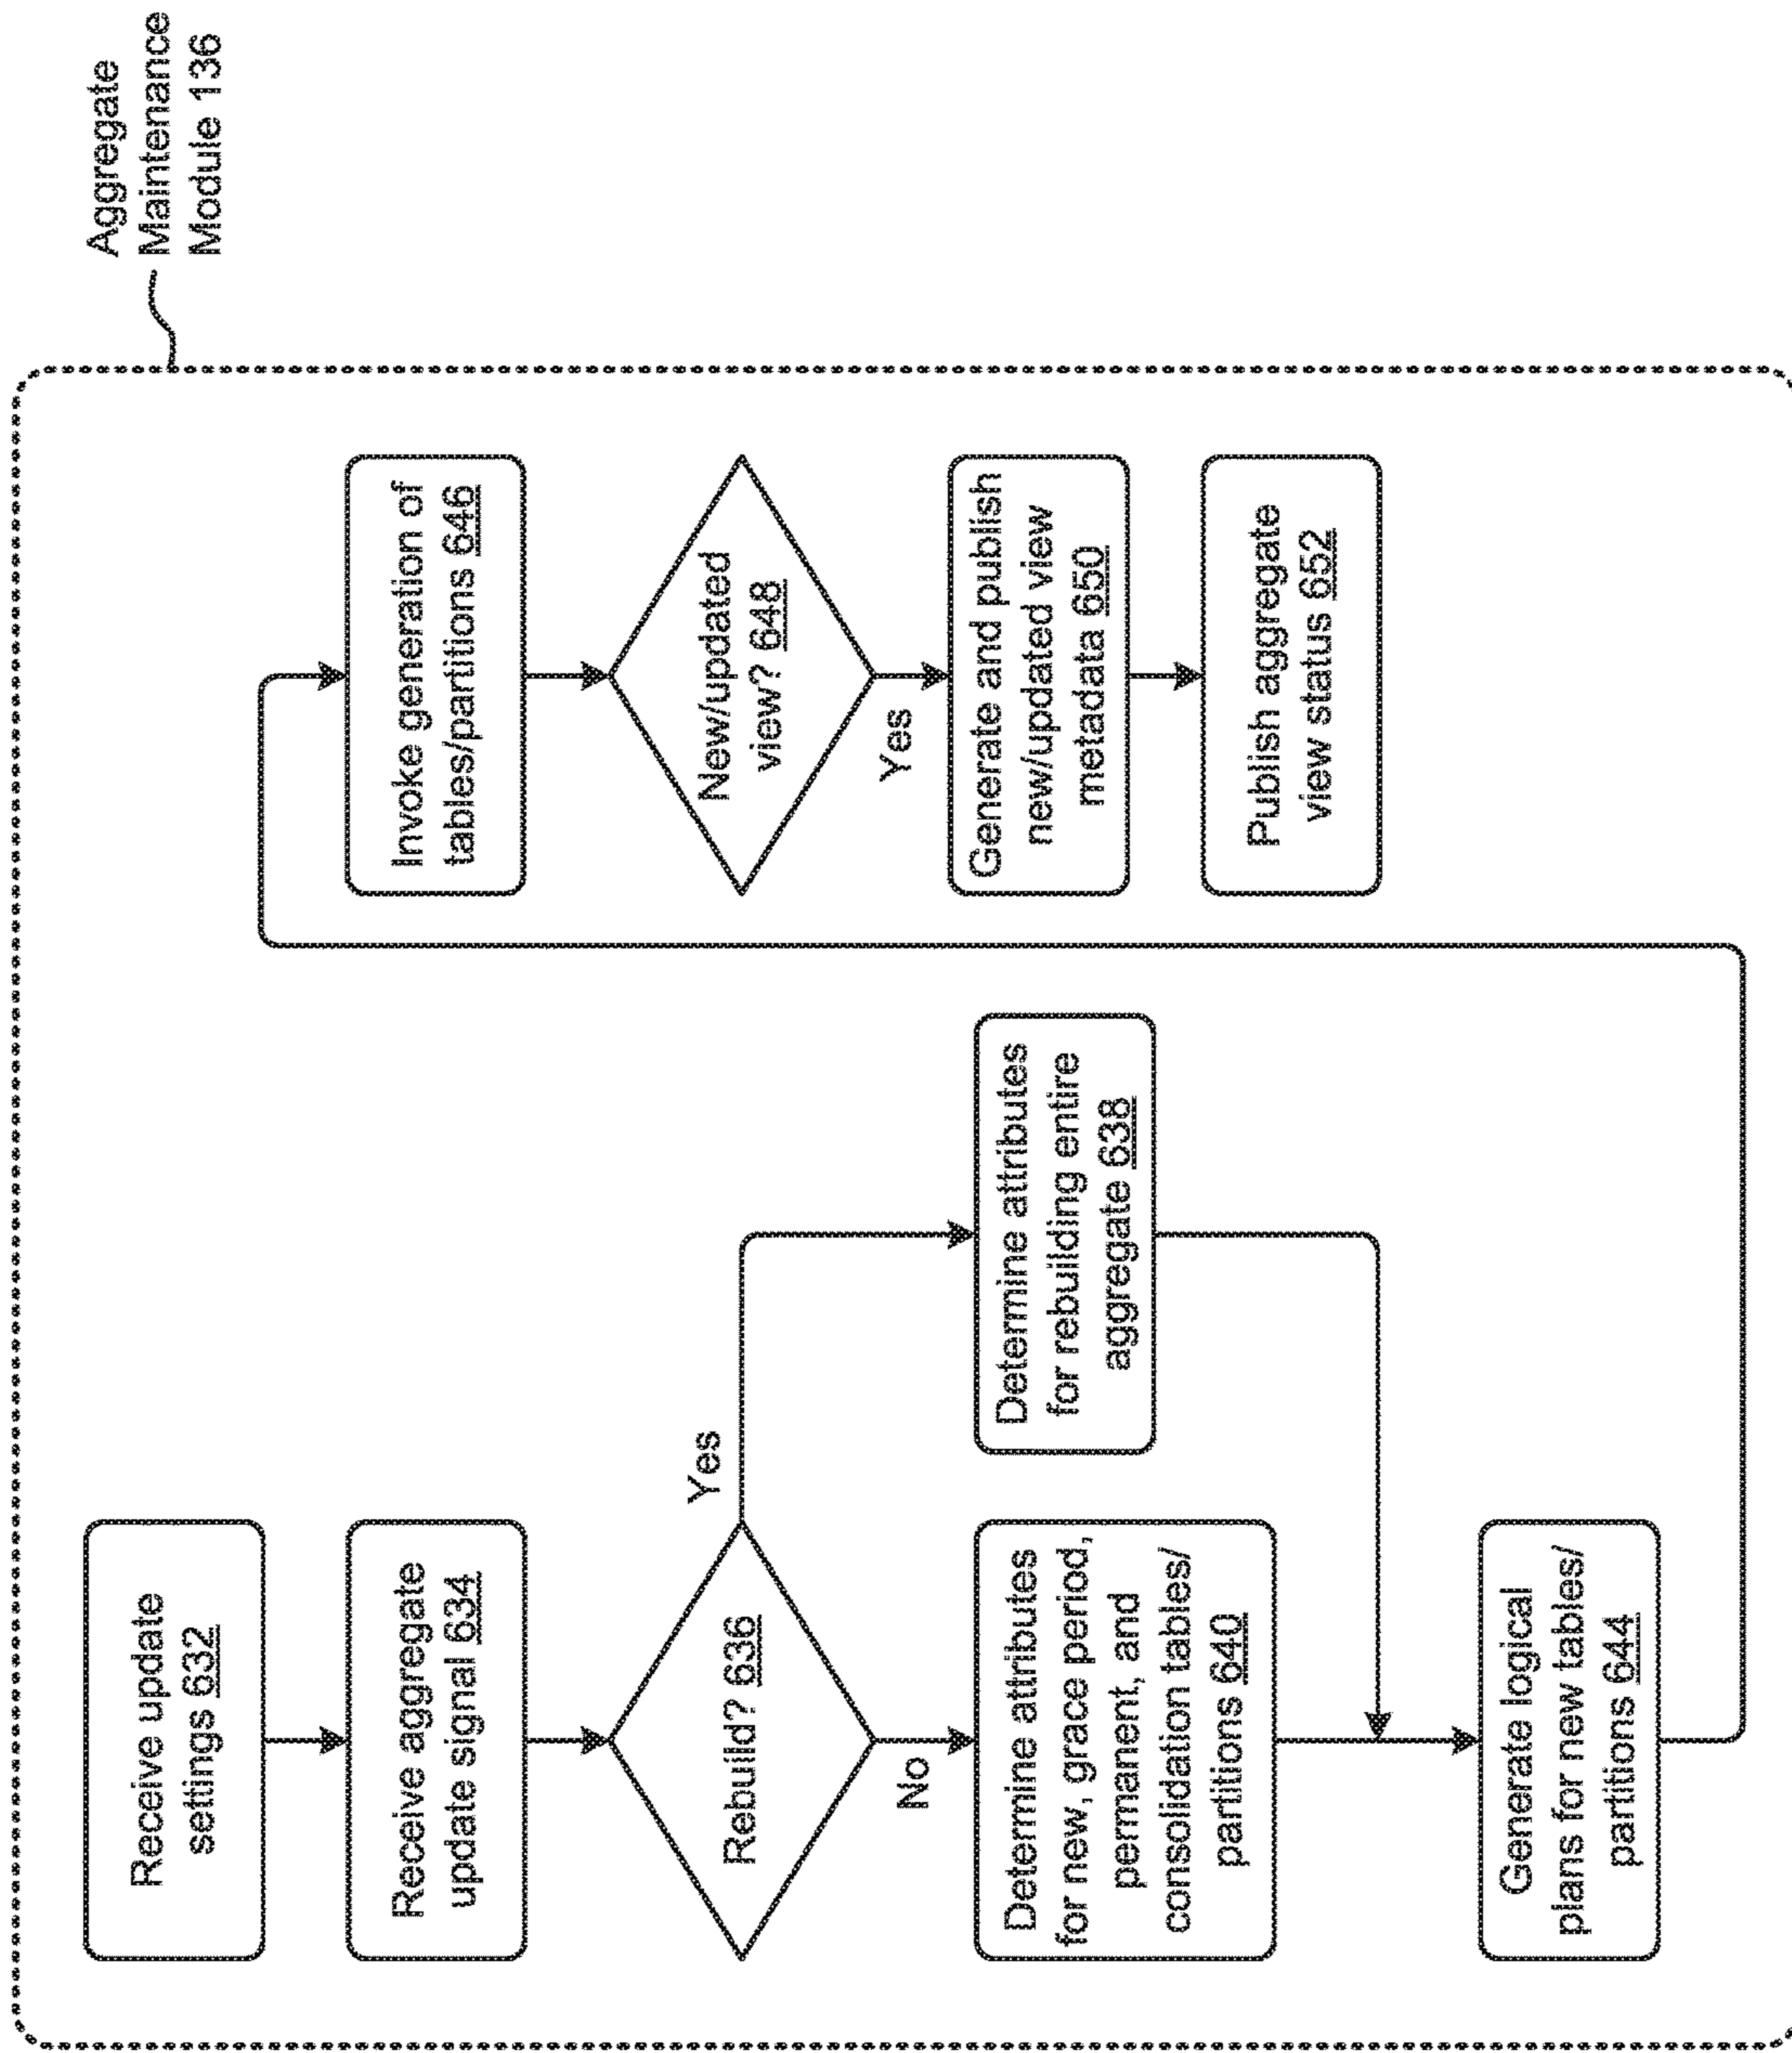 Aggregate
Maintenance
Module 136
Receive update
settings 632
Receive aggregate
update signal 634
Rebuild? 636
Yes
No
Determine attributes
for rebuilding entire
aggregate 638
Determine attributes
for new, grace period,
permanent, and
consolidation tables/
partitions 640
Generate logical
plans for new tables/
partitions 644
Invoke generation of
tables/partitions 646
New/updated
view? 648
Yes
Generate and publish
new/updated view
metadata 650
Publish aggregate
view status 652